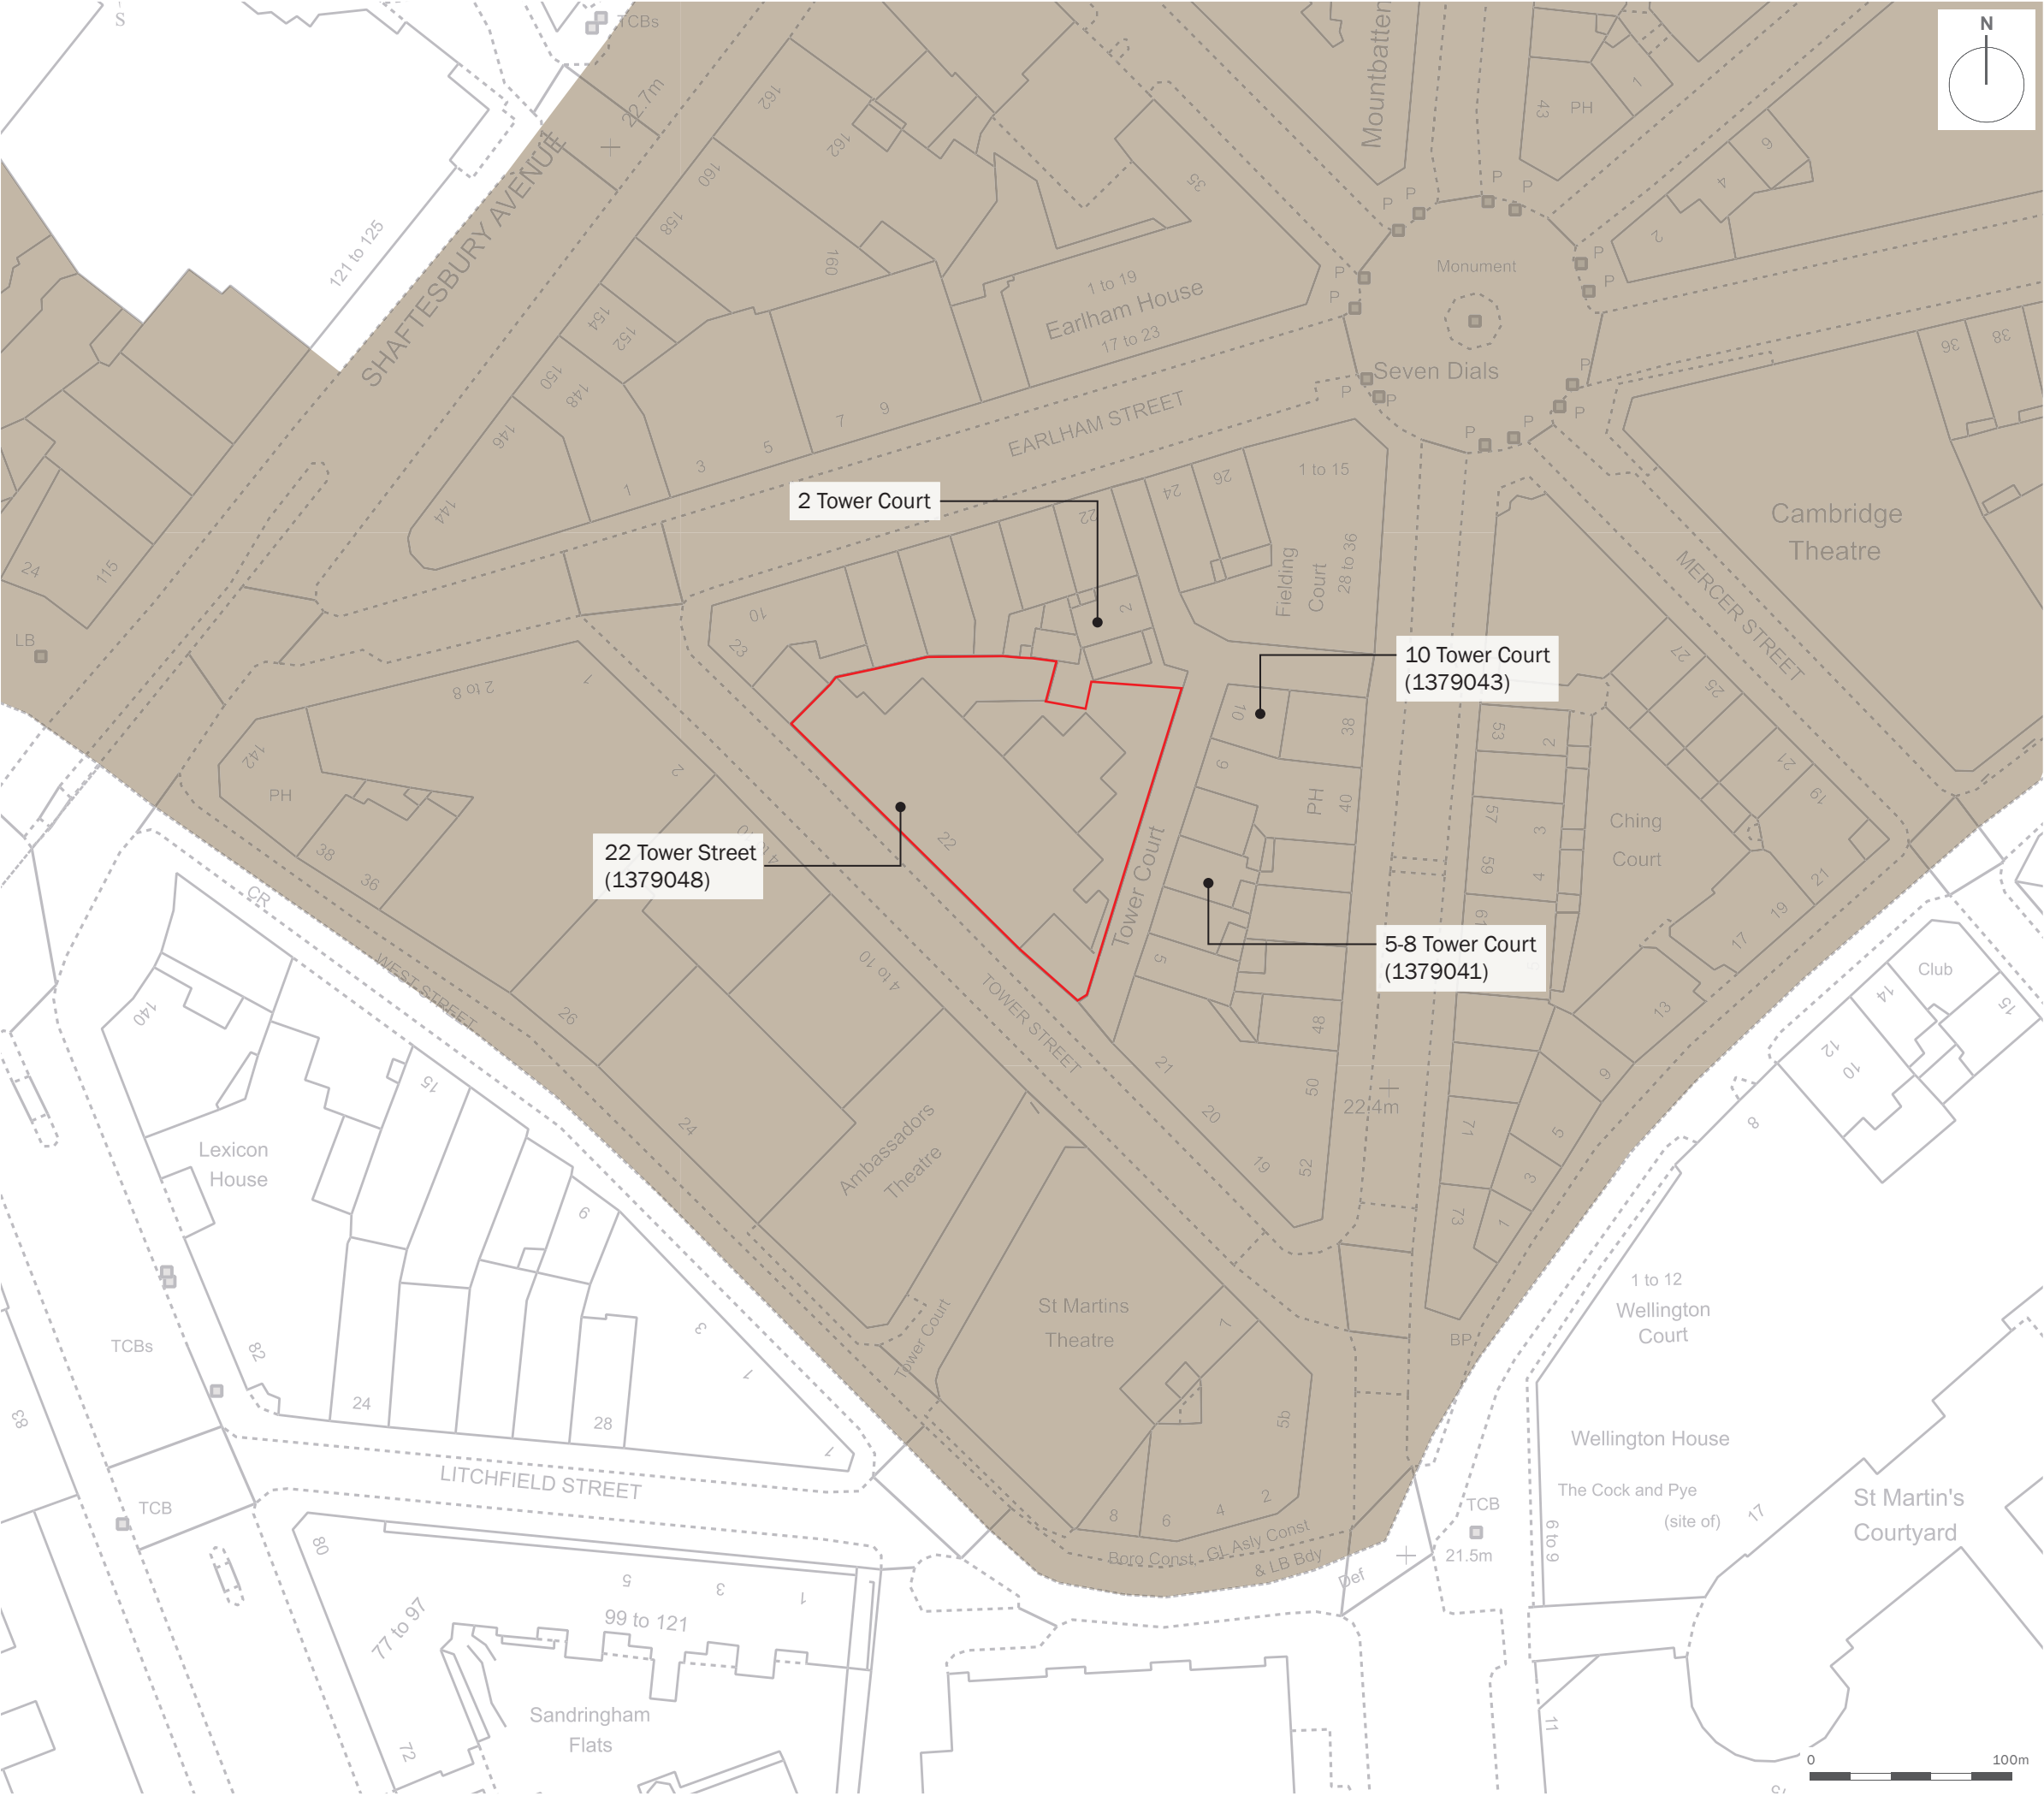 S
TCBs
N
22.7m
162
162
160
160
158
154
152
150
148
146
144
121 to 125
SHAFTESBURY AVENUE
35
Mountbatten
43
PH
1
6
4
2
P
P
P
P
P
P
P
P
P
P
P
P
P
P
Monument
Seven Dials
1 to 19
Earlham House
17 to 23
EARLHAM STREET
1
3
5
7
9
36
38
24
115
LB
2 Tower Court
22
24
26
1 to 15
Fielding
Court
28 to 36
Cambridge
Theatre
MERCER STREET
10
23
2
10 Tower Court
(1379043)
10
38
9
PH
40
2 to 8
1
2
142
PH
38
36
22 Tower Street
(1379048)
22
4 to 10
4 to 10
Tower Court
5-8 Tower Court
(1379041)
5
48
50
52
21
20
19
22.4m
TOWER STREET
53
2
57
3
59
4
61
Ching
Court
27
25
21
19
21
19
17
13
9
5
3
1
71
73
CR
WEST STREET
26
24
140
15
Lexicon
House
9
3
1
1
Ambassadors
Theatre
Tower Court
St Martins
Theatre
7
5b
8
6
4
2
Boro Const, GL Asly Const
& LB Bdy
Def
BP
Club
14
15
12
10
8
1 to 12
Wellington
Court
Wellington House
The Cock and Pye
(site of)
17
St Martin's
Courtyard
TCB
21.5m
6 to 9
11
TCBs
82
83
24
28
LITCHFIELD STREET
TCB
80
5
3
1
77 to 97
99 to 121
Sandringham
Flats
72
0
100m